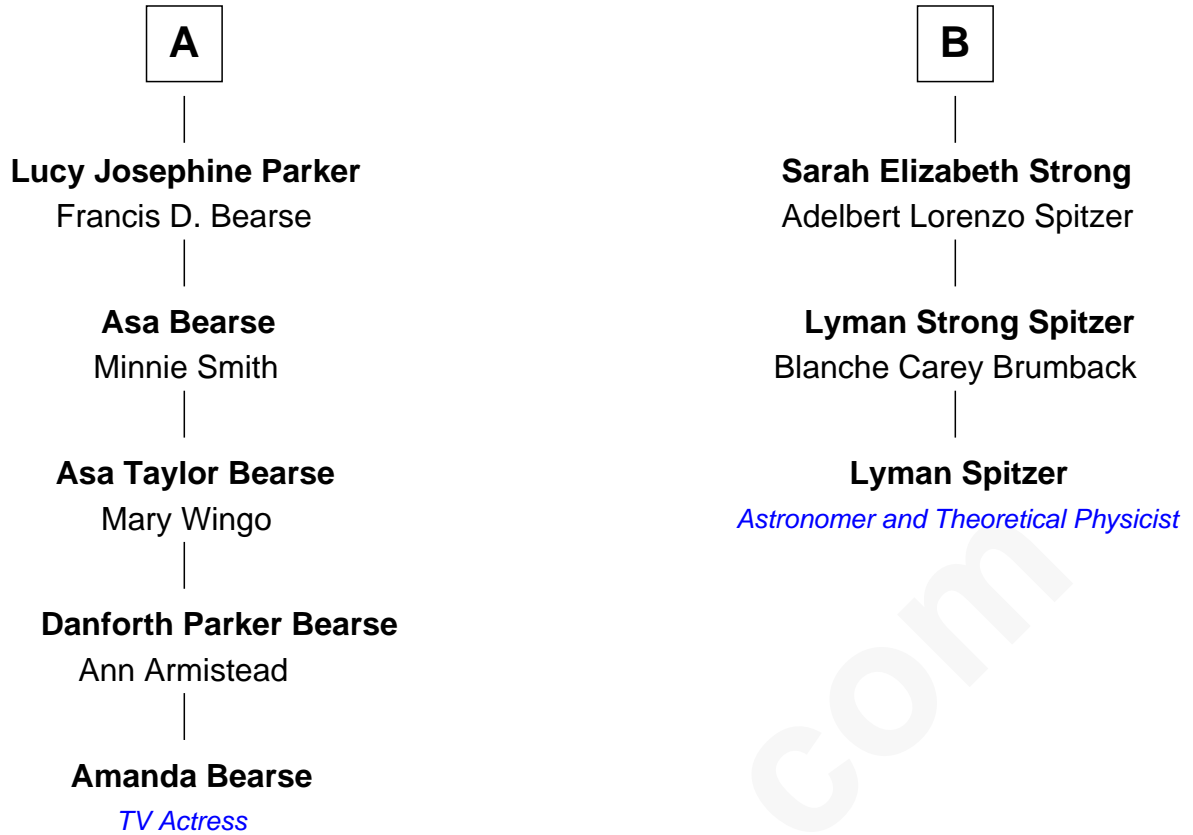 A
Lucy Josephine Parker
Francis D. Bearse
Asa Bearse
Minnie Smith
Asa Taylor Bearse
Mary Wingo
Danforth Parker Bearse
Ann Armistead
Amanda Bearse
TV Actress
B
Sarah Elizabeth Strong
Adelbert Lorenzo Spitzer
Lyman Strong Spitzer
Blanche Carey Brumback
Lyman Spitzer
Astronomer and Theoretical Physicist
com